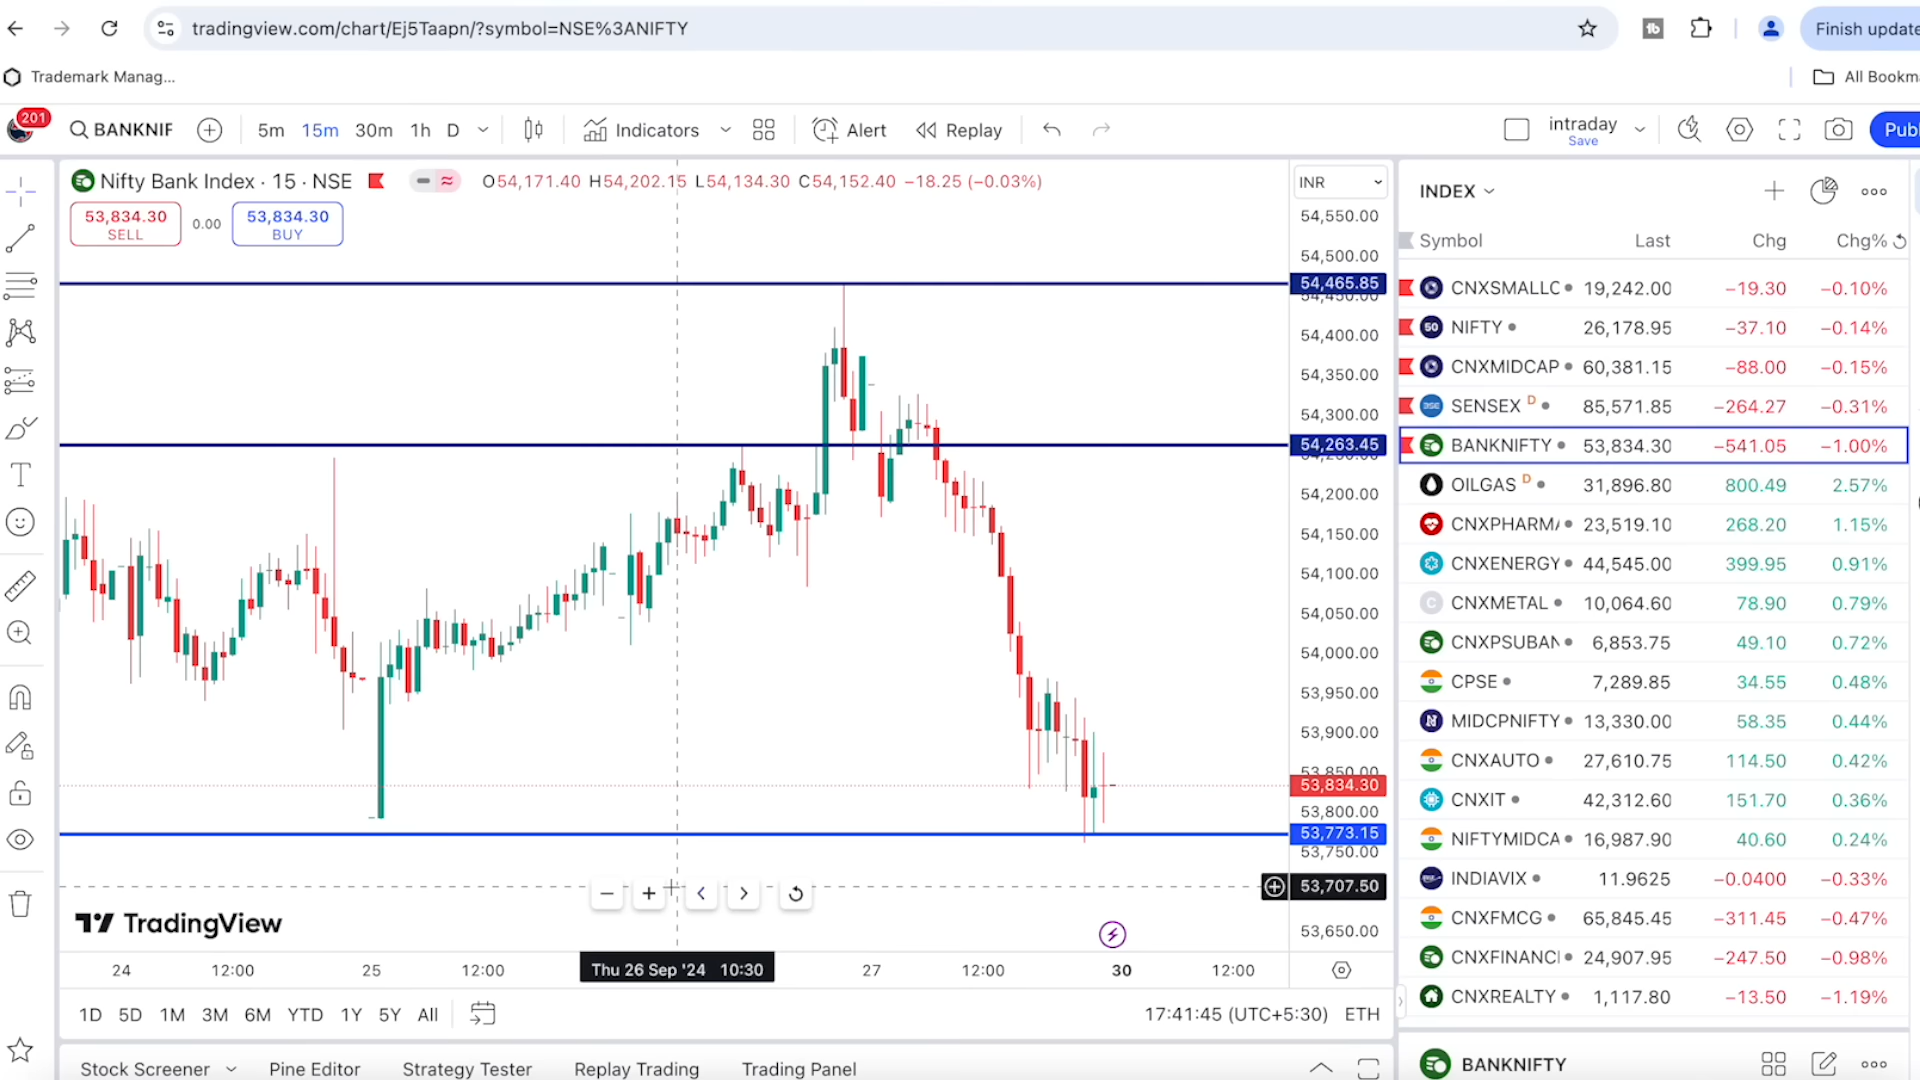 tradingview.com/chart/Ej5Taapn/?symbol=NSE%3ANIFTY
Finish update
Trademark Manag...
All Bookma
201
BANKNIF
5m 15m 30m 1h D
Indicators
Alert
Replay
intraday
Save
Publ
Nifty Bank Index · 15 · NSE
O54,171.40 H54,202.15 L54,134.30 C54,152.40 −18.25 (−0.03%)
INR
53,834.30
SELL
0.00
53,834.30
BUY
54,550.00
54,500.00
54,465.85
54,450.00
54,400.00
54,350.00
54,300.00
54,263.45
54,200.00
54,150.00
54,100.00
54,050.00
54,000.00
53,950.00
53,900.00
53,850.00
53,834.30
53,800.00
53,773.15
53,750.00
53,707.50
53,650.00
TradingView
24 12:00 25 12:00 Thu 26 Sep '24 10:30 27 12:00 30 12:00
1D 5D 1M 3M 6M YTD 1Y 5Y All
17:41:45 (UTC+5:30) ETH
Stock Screener Pine Editor Strategy Tester Replay Trading Trading Panel
INDEX
Symbol Last Chg Chg%
CNXSMALLC 19,242.00 −19.30 −0.10%
50 NIFTY 26,178.95 −37.10 −0.14%
CNXMIDCAP 60,381.15 −88.00 −0.15%
BSE SENSEX D 85,571.85 −264.27 −0.31%
BANKNIFTY 53,834.30 −541.05 −1.00%
OILGAS D 31,896.80 800.49 2.57%
CNXPHARMA 23,519.10 268.20 1.15%
CNXENERGY 44,545.00 399.95 0.91%
C CNXMETAL 10,064.60 78.90 0.79%
CNXPSUBAN 6,853.75 49.10 0.72%
CPSE 7,289.85 34.55 0.48%
N MIDCPNIFTY 13,330.00 58.35 0.44%
CNXAUTO 27,610.75 114.50 0.42%
CNXIT 42,312.60 151.70 0.36%
NIFTYMIDCA 16,987.90 40.60 0.24%
INDIAVIX 11.9625 −0.0400 −0.33%
CNXFMCG 65,845.45 −311.45 −0.47%
CNXFINANCI 24,907.95 −247.50 −0.98%
CNXREALTY 1,117.80 −13.50 −1.19%
BANKNIFTY